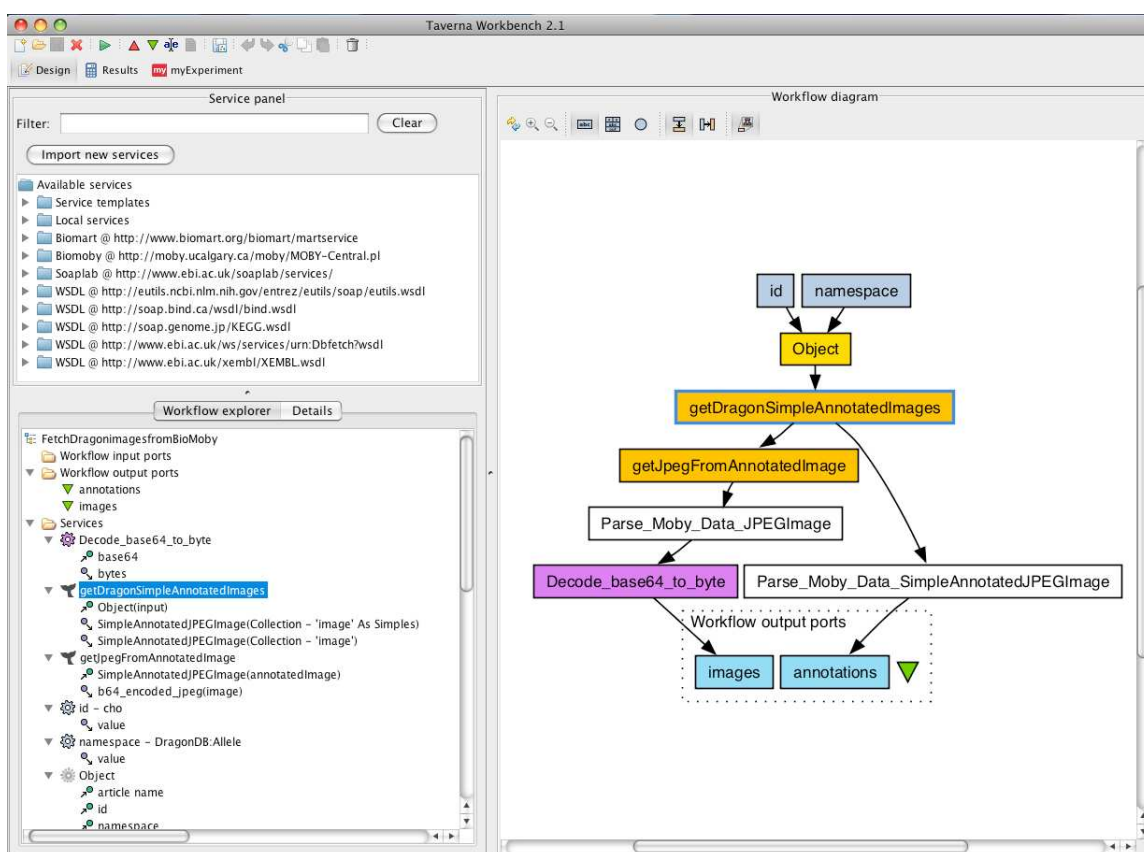 Taverna Workbench 2.1
Design Results my myExperiment
Service panel
Filter: Clear
Import new services
Available services
Service templates
Local services
Biomart @ http://www.biomart.org/biomart/martservice
Biomoby @ http://moby.ucalgary.ca/moby/MOBY-Central.pl
Soaplab @ http://www.ebi.ac.uk/soaplab/services/
WSDL @ http://eutils.ncbi.nlm.nih.gov/entrez/eutils/soap/eutils.wsdl
WSDL @ http://soap.bind.ca/wsdl/bind.wsdl
WSDL @ http://soap.genome.jp/KEGG.wsdl
WSDL @ http://www.ebi.ac.uk/ws/services/urn:Dbfetch?wsdl
WSDL @ http://www.ebi.ac.uk/xembl/XEMBL.wsdl
Workflow explorer Details
FetchDragonimagesfromBioMoby
Workflow input ports
Workflow output ports
annotations
images
Services
Decode_base64_to_byte
base64
bytes
getDragonSimpleAnnotatedImages
Object(input)
SimpleAnnotatedJPEGImage(Collection - 'image' As Simples)
SimpleAnnotatedJPEGImage(Collection - 'image')
getJpegFromAnnotatedImage
SimpleAnnotatedJPEGImage(annotatedImage)
b64_encoded_jpeg(image)
id - cho
value
namespace - DragonDB:Allele
value
Object
article name
id
namespace
Workflow diagram
id namespace
Object
getDragonSimpleAnnotatedImages
getJpegFromAnnotatedImage
Parse_Moby_Data_JPEGImage
Decode_base64_to_byte Parse_Moby_Data_SimpleAnnotatedJPEGImage
Workflow output ports
images annotations